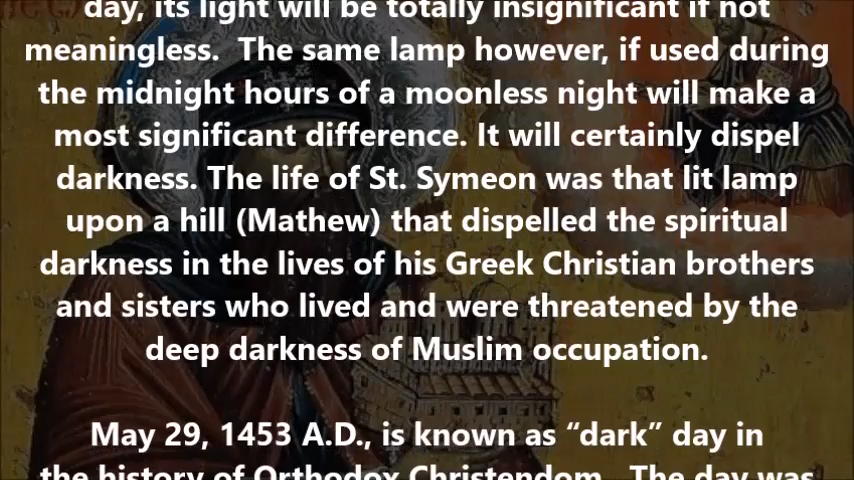 day, its light will be totally insignificant if not
meaningless.  The same lamp however, if used during
the midnight hours of a moonless night will make a
most significant difference. It will certainly dispel
darkness. The life of St. Symeon was that lit lamp
upon a hill (Mathew) that dispelled the spiritual
darkness in the lives of his Greek Christian brothers
and sisters who lived and were threatened by the
deep darkness of Muslim occupation.
May 29, 1453 A.D., is known as “dark” day in
the history of Orthodox Christendom.  The day was